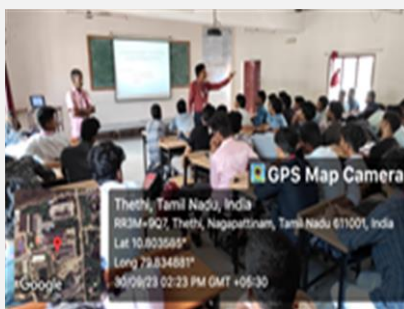 GPS Map Camera
Thethi, Tamil Nadu, India
RR3M+9Q7, Thethi, Nagapattinam, Tamil Nadu 611001, India
Lat 10.803585°
Long 79.834881°
30/09/23 02:23 PM GMT +05:30
Google